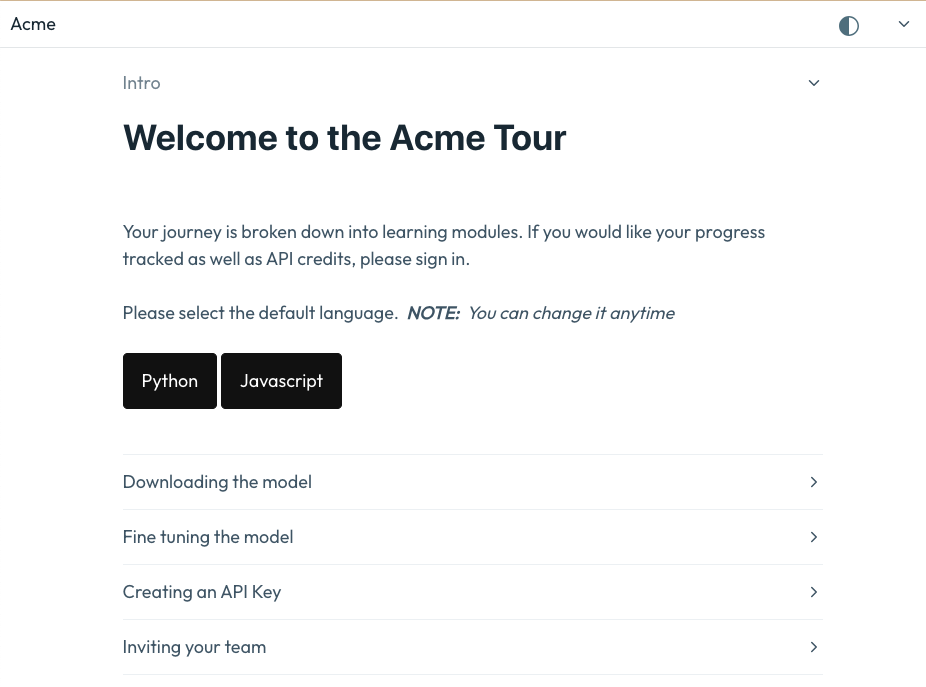 Acme
Intro
Welcome to the Acme Tour
Your journey is broken down into learning modules. If you would like your progress
tracked as well as API credits, please sign in.
Please select the default language. NOTE: You can change it anytime
Python Javascript
Downloading the model
Fine tuning the model
Creating an API Key
Inviting your team